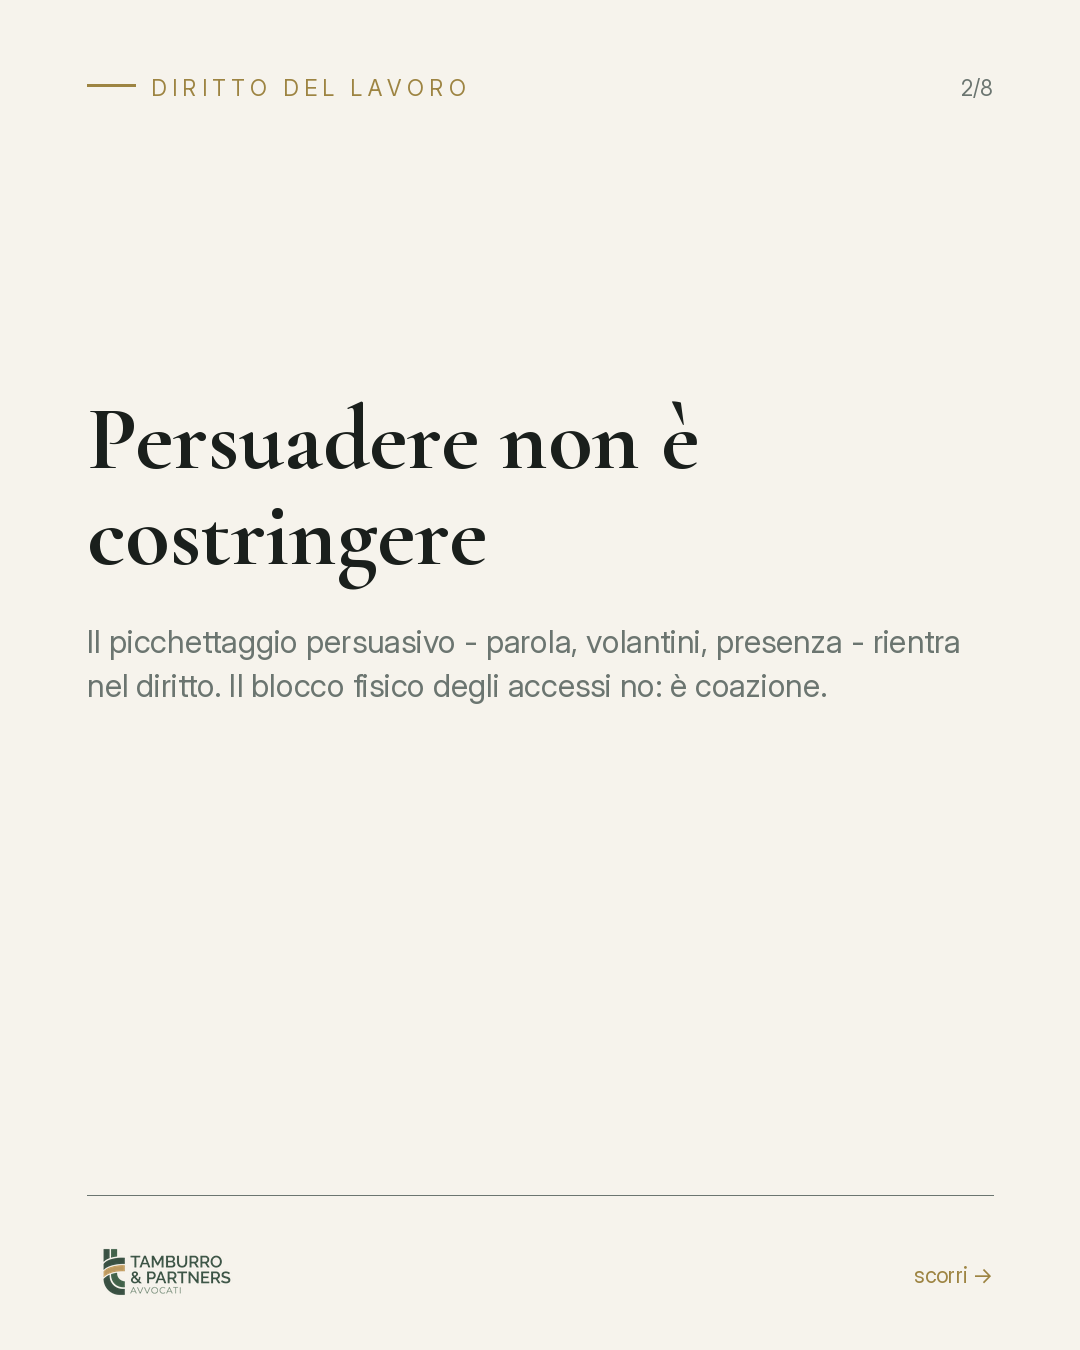 DIRITTO DEL LAVORO
2/8
Persuadere non è
costringere
Il picchettaggio persuasivo - parola, volantini, presenza - rientra
nel diritto. Il blocco fisico degli accessi no: è coazione.
TAMBURRO
& PARTNERS
AVVOCATI
scorri →